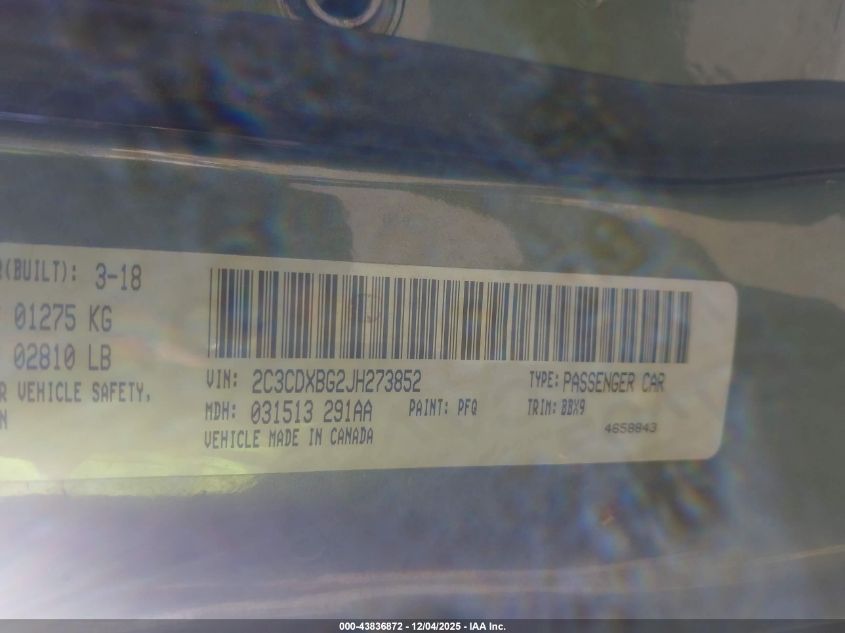 R(BUILT): 3-18
01275 KG
02810 LB
R VEHICLE SAFETY,
N
VIN: 2C3CDXBG2JH273852 TYPE: PASSENGER CAR
MDH: 031513 291AA PAINT: PFQ TRIM: BBX9
VEHICLE MADE IN CANADA 4658843
000-43836872 - 12/04/2025 - IAA Inc.